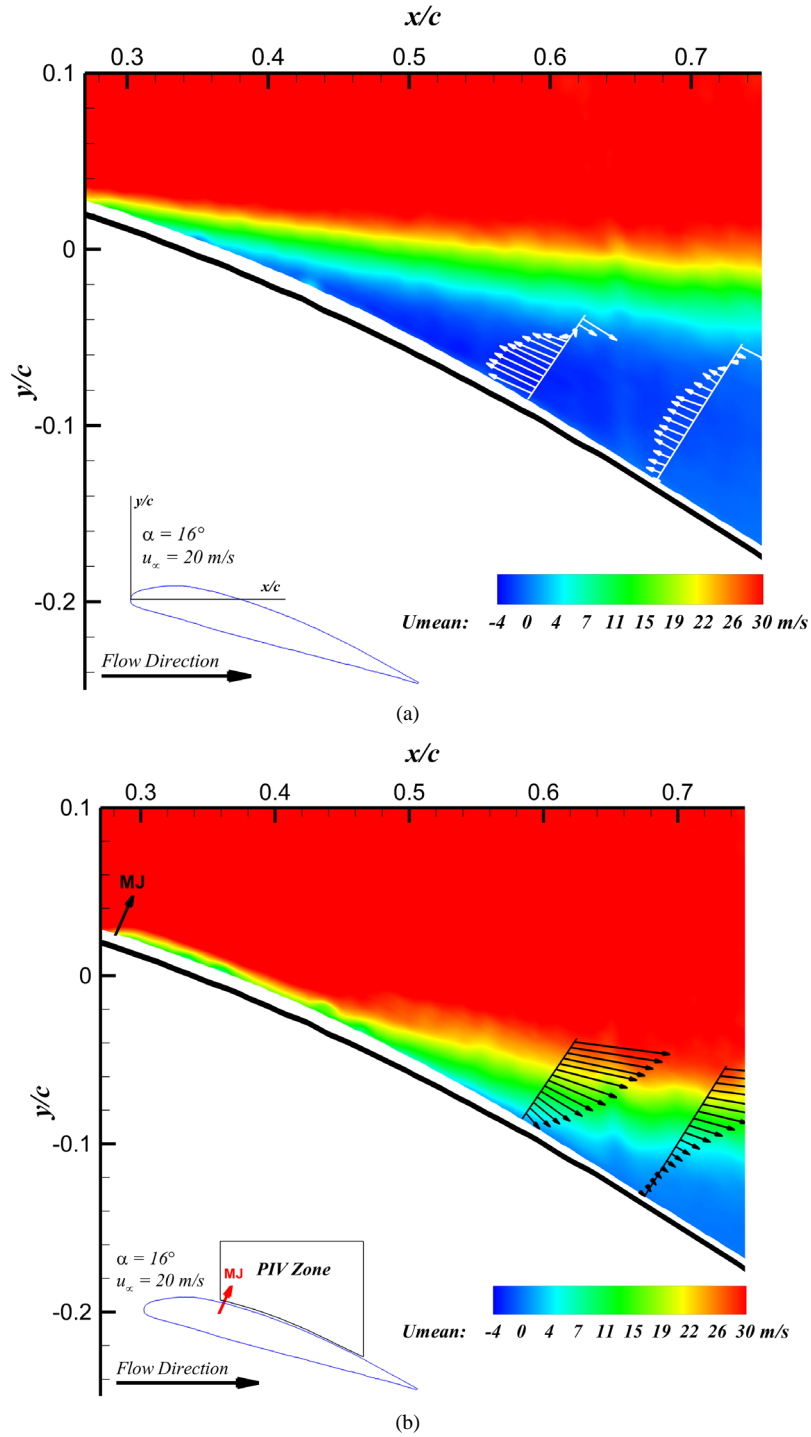 x/c
0.3 0.4 0.5 0.6 0.7
0.1
0
-0.1
-0.2
y/c
y/c
α = 16°
u∞ = 20 m/s
x/c
Flow Direction
Umean: -4 0 4 7 11 15 19 22 26 30 m/s
(a)
x/c
0.3 0.4 0.5 0.6 0.7
0.1
MJ
0
-0.1
-0.2
y/c
α = 16°
u∞ = 20 m/s
MJ
PIV Zone
Flow Direction
Umean: -4 0 4 7 11 15 19 22 26 30 m/s
(b)